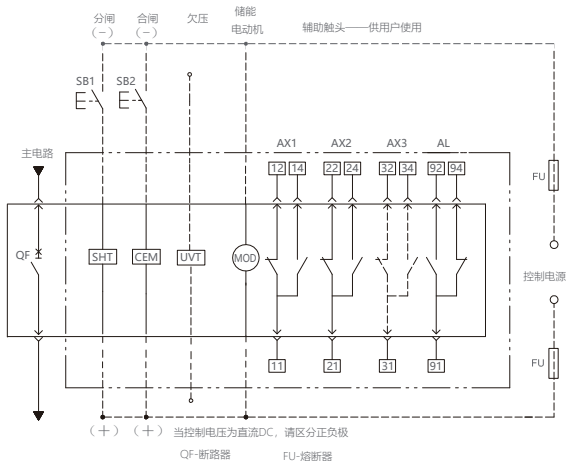 分闸 合闸 欠压 储能
(－) (－) 电动机
辅助触头——供用户使用
SB1 SB2
主电路 AX1 AX2 AX3 AL
12 14 22 24 32 34 92 94
FU
QF SHT CEM UVT MOD
控制电源
11 21 31 91
FU
(＋) (＋) 当控制电压为直流DC，请区分正负极
QF-断路器 FU-熔断器